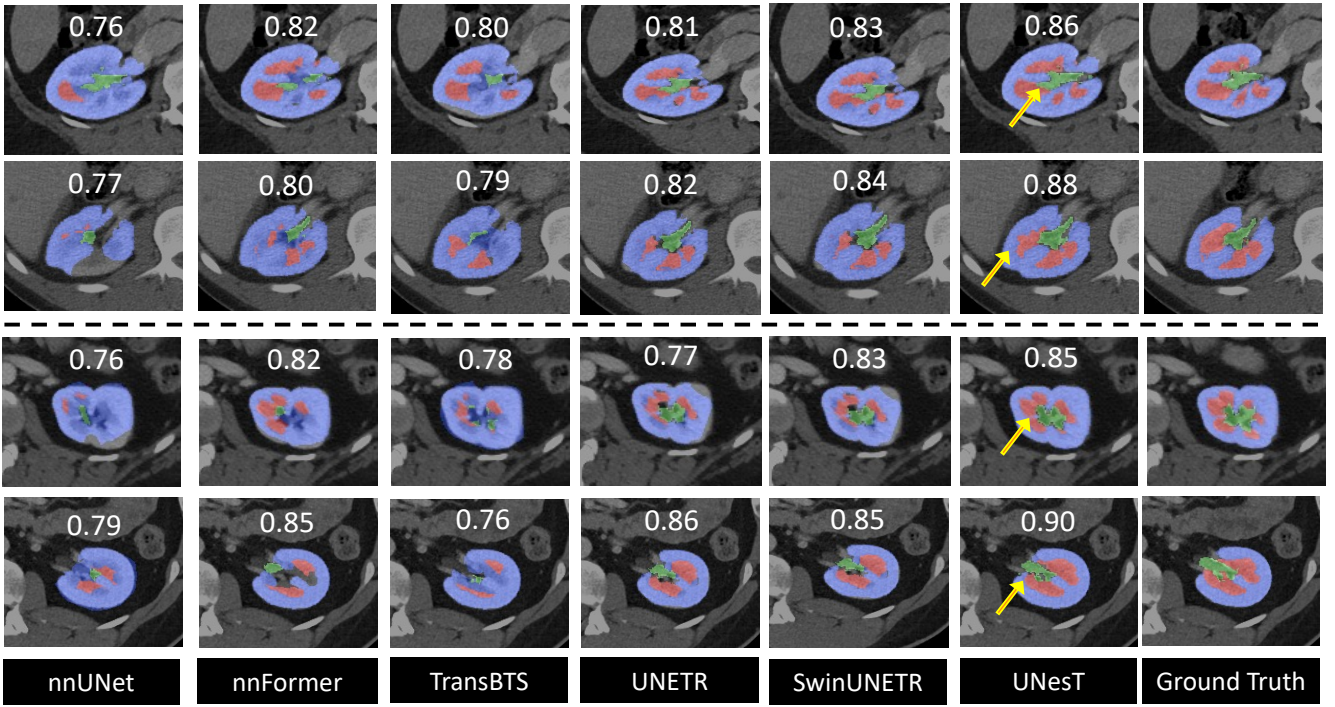 0.76 0.82 0.80 0.81 0.83 0.86
0.77 0.80 0.79 0.82 0.84 0.88
0.76 0.82 0.78 0.77 0.83 0.85
0.79 0.85 0.76 0.86 0.85 0.90
nnUNet nnFormer TransBTS UNETR SwinUNETR UNesT Ground Truth